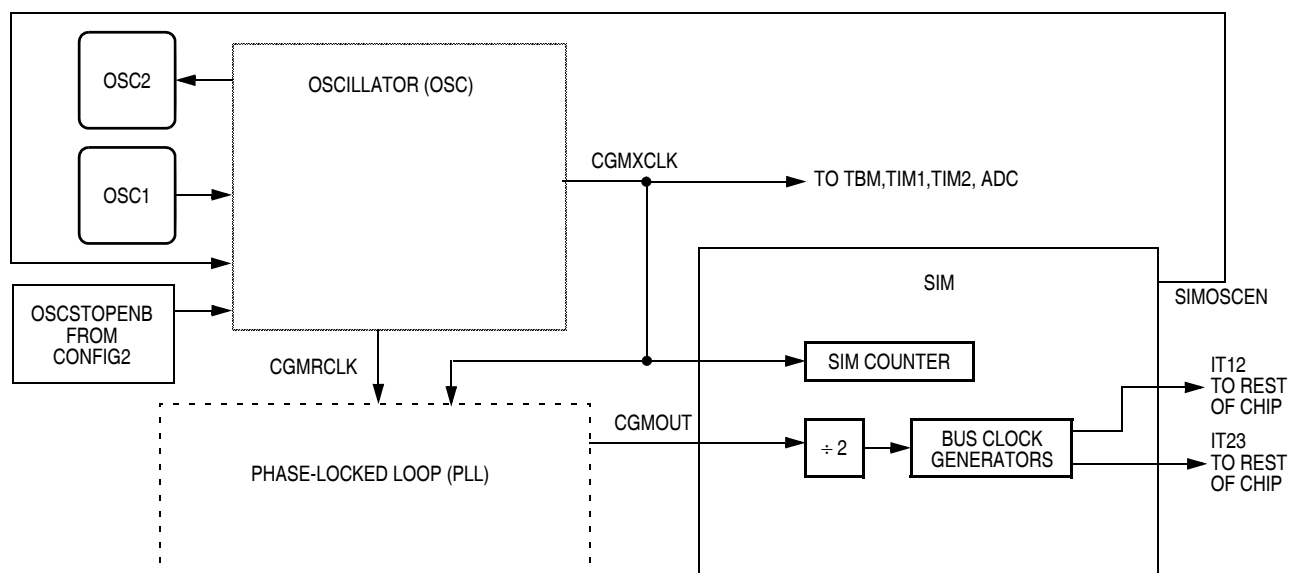 OSC2
OSCILLATOR (OSC)
CGMXCLK
TO TBM,TIM1,TIM2, ADC
OSC1
SIM
SIMOSCEN
OSCSTOPENB
FROM
CONFIG2
CGMRCLK
SIM COUNTER
IT12
TO REST
OF CHIP
CGMOUT
÷ 2
BUS CLOCK
GENERATORS
IT23
TO REST
OF CHIP
PHASE-LOCKED LOOP (PLL)